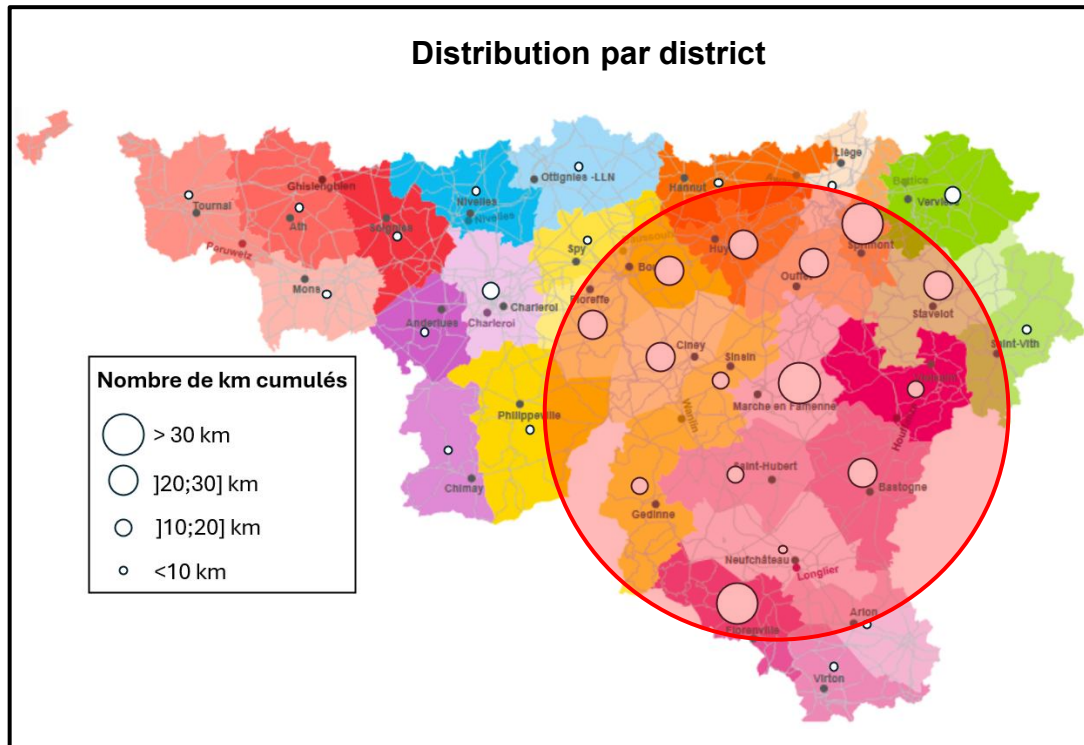 Distribution par district
Liège
Ghislenghien
Ottignies -LLN
Hannut
Battice
Tournai
Nivelles
Nivelles
Verviers
Ath
Soignies
Peruwelz
Spy
Huy
Sprimont
Mons
Floreffe
Ouffet
Stavelot
Anderlues
Charleroi
Charleroi
Ciney
Sinsin
Saint-Vith
Nombre de km cumulés
> 30 km
]20;30] km
]10;20] km
<10 km
Philippeville
Marche en Famenne
Wanlin
Saint-Hubert
Chimay
Bastogne
Gedinne
Neufchâteau
Longlier
Arlon
Florenville
Virton